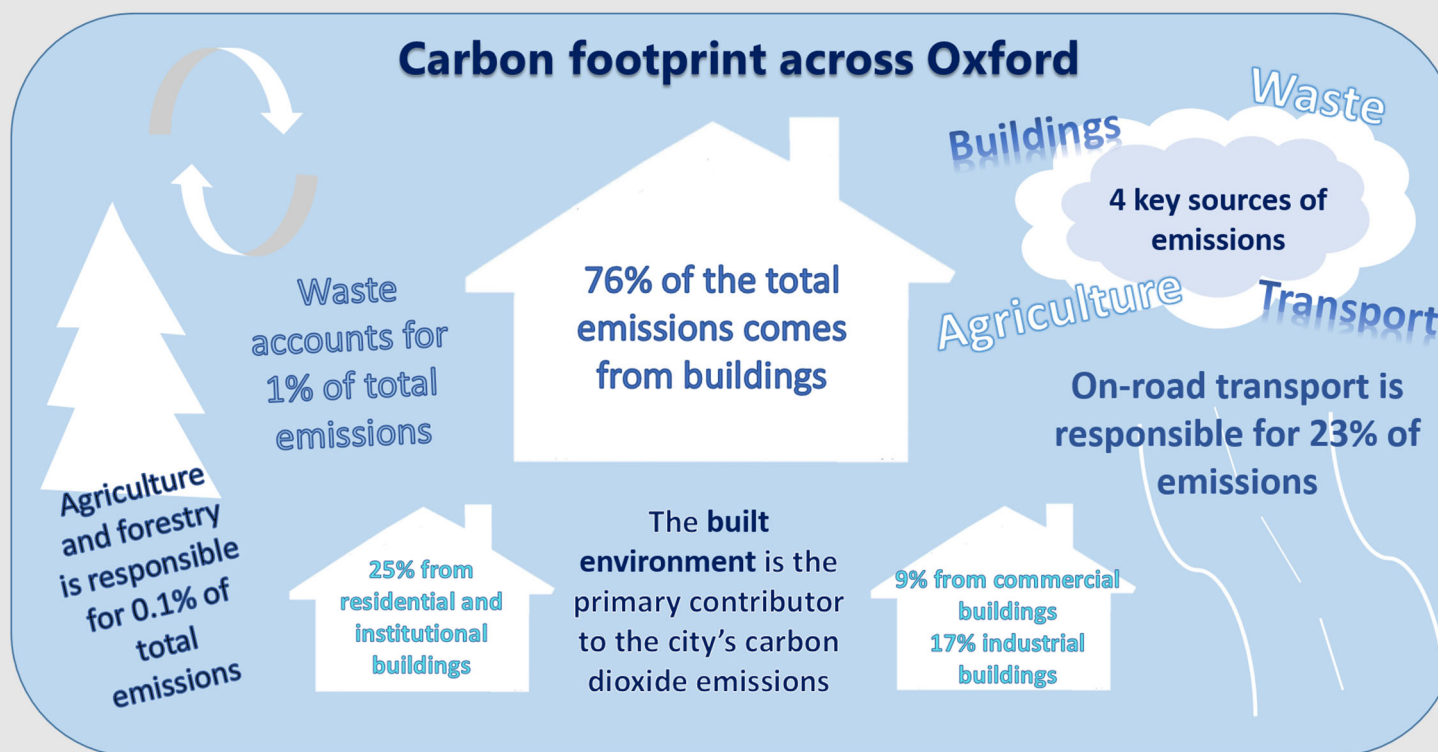 Carbon footprint across Oxford
Waste
Buildings
4 key sources of
emissions
Agriculture
Transport
Waste
accounts for
1% of total
emissions
76% of the total
emissions comes
from buildings
On-road transport is
responsible for 23% of
emissions
Agriculture
and forestry
is responsible
for 0.1% of
total
emissions
25% from
residential and
institutional
buildings
The built
environment is the
primary contributor
to the city's carbon
dioxide emissions
9% from commercial
buildings
17% industrial
buildings